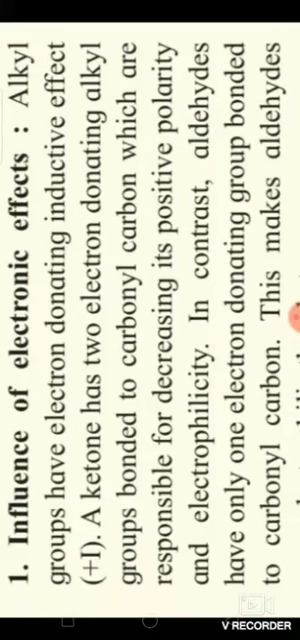 1. Influence of electronic effects : Alkyl
groups have electron donating inductive effect
(+I). A ketone has two electron donating alkyl
groups bonded to carbonyl carbon which are
responsible for decreasing its positive polarity
and electrophilicity. In contrast, aldehydes
have only one electron donating group bonded
to carbonyl carbon. This makes aldehydes
V RECORDER